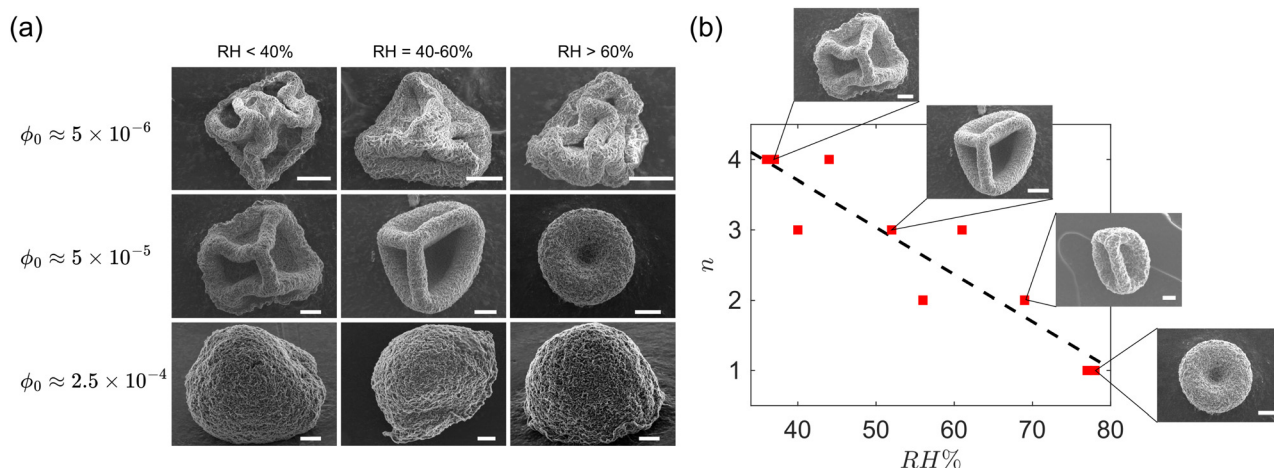 (a)
RH < 40%
RH = 40-60%
RH > 60%
ϕ₀ ≈ 5 × 10⁻⁶
ϕ₀ ≈ 5 × 10⁻⁵
ϕ₀ ≈ 2.5 × 10⁻⁴
(b)
n
4
3
2
1
40
50
60
70
80
RH%